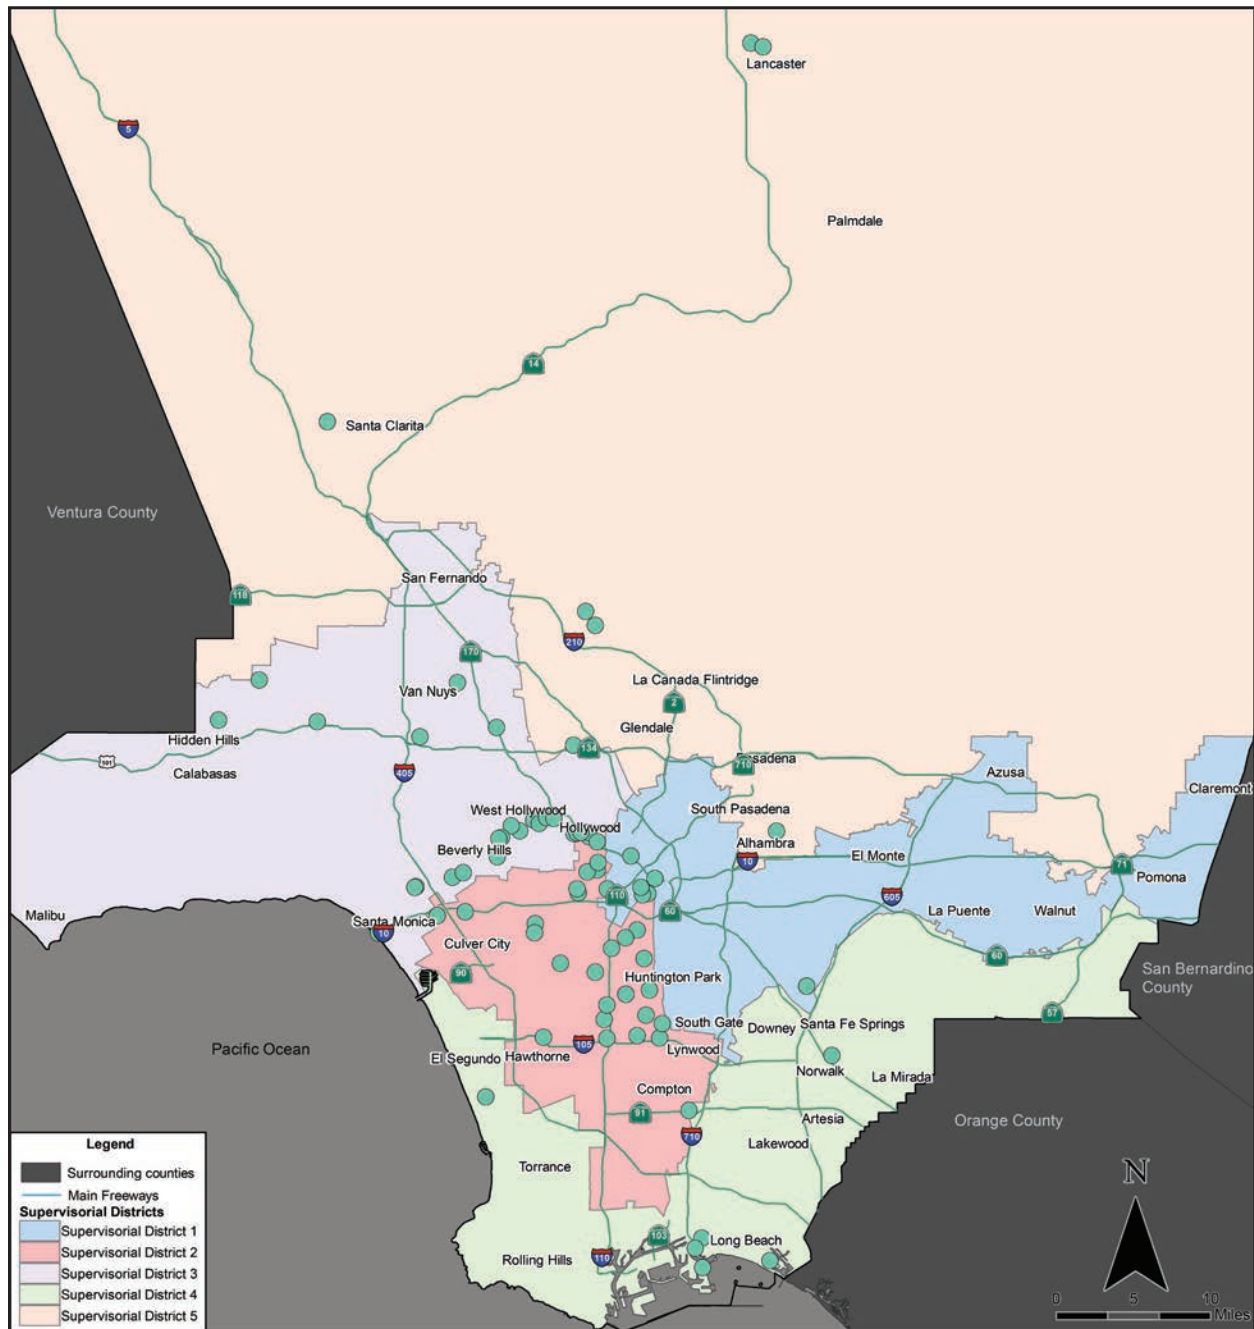 Lancaster
5
Palmdale
14
Santa Clarita
Ventura County
San Fernando
118
210
170
La Canada Flintridge
Van Nuys
2
Glendale
Hidden Hills
134
101
Calabasas
405
710
Pasadena
Azusa
Claremont
West Hollywood
South Pasadena
Hollywood
Alhambra
Beverly Hills
El Monte
10
71
Pomona
110
605
Malibu
Santa Monica
10
60
La Puente
Walnut
Culver City
90
60
Huntington Park
San Bernardino
County
57
South Gate
Downey
Santa Fe Springs
Pacific Ocean
El Segundo
Hawthorne
105
Lynwood
Norwalk
La Mirada
Compton
91
Artesia
Orange County
710
Lakewood
Torrance
103
Long Beach
Rolling Hills
110
N
0 5 10
Miles
Legend
Surrounding counties
Main Freeways
Supervisorial Districts
Supervisorial District 1
Supervisorial District 2
Supervisorial District 3
Supervisorial District 4
Supervisorial District 5